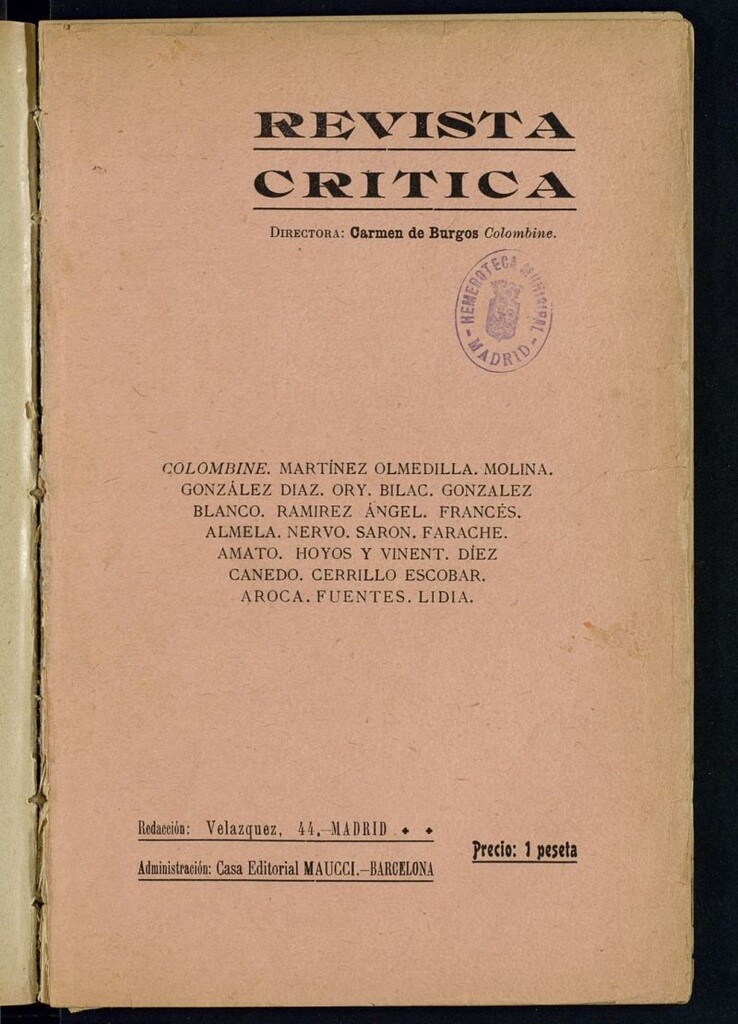 REVISTA
CRITICA
DIRECTORA: Carmen de Burgos Colombine.
HEMEROTECA MUNICIPAL
- MADRID -
COLOMBINE. MARTÍNEZ OLMEDILLA. MOLINA.
GONZÁLEZ DIAZ. ORY. BILAC. GONZALEZ
BLANCO. RAMIREZ ÁNGEL. FRANCÉS.
ALMELA. NERVO. SARON. FARACHE.
AMATO. HOYOS Y VINENT. DÍEZ
CANEDO. CERRILLO ESCOBAR.
AROCA. FUENTES. LIDIA.
Redacción: Velazquez, 44.-MADRID
Administración: Casa Editorial MAUCCI.-BARCELONA
Precio: 1 peseta